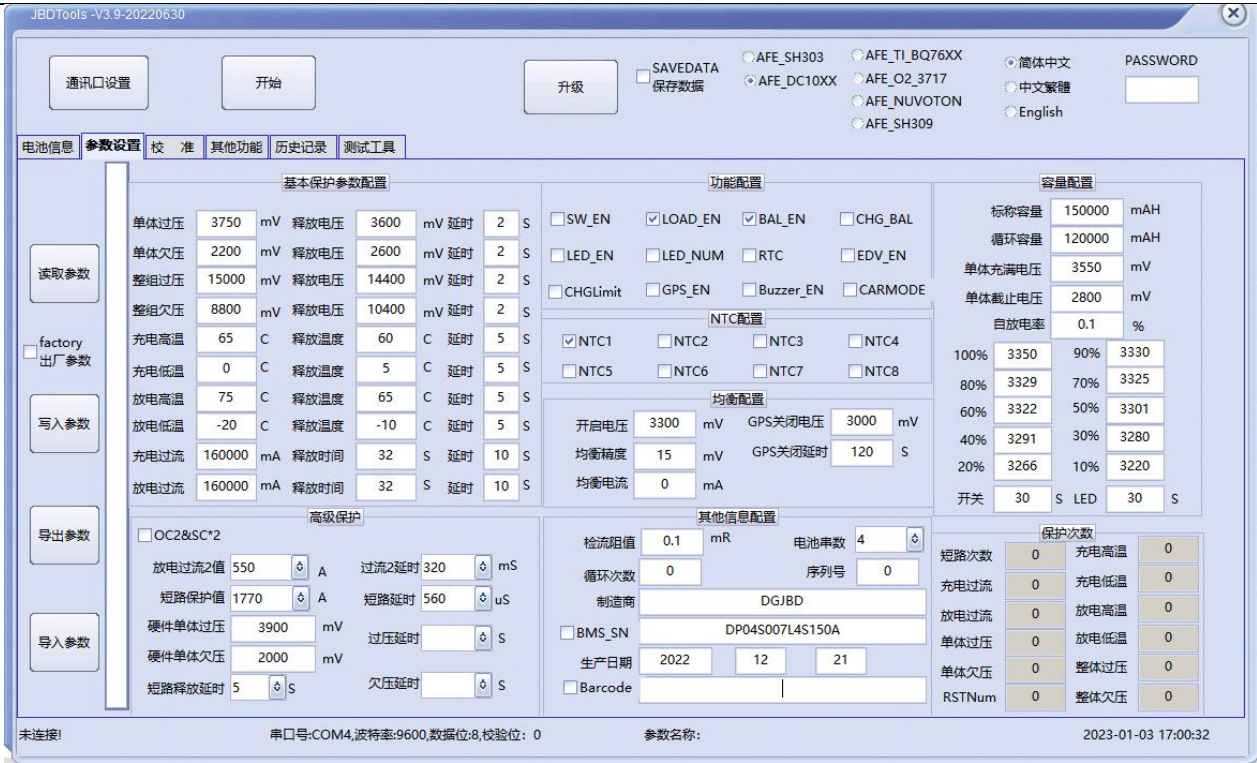 JBDTools -V3.9-20220630
通讯口设置 开始 升级 SAVEDATA 保存数据 AFE_SH303 AFE_TI_BQ76XX 简体中文 PASSWORD
AFE_DC10XX AFE_O2_3717 中文繁體
AFE_NUVOTON English
AFE_SH309
电池信息 参数设置 校 准 其他功能 历史记录 测试工具
读取参数
factory
出厂参数
写入参数
导出参数
导入参数
基本保护参数配置
单体过压 3750 mV 释放电压 3600 mV 延时 2 S
单体欠压 2200 mV 释放电压 2600 mV 延时 2 S
整组过压 15000 mV 释放电压 14400 mV 延时 2 S
整组欠压 8800 mV 释放电压 10400 mV 延时 2 S
充电高温 65 C 释放温度 60 C 延时 5 S
充电低温 0 C 释放温度 5 C 延时 5 S
放电高温 75 C 释放温度 65 C 延时 5 S
放电低温 -20 C 释放温度 -10 C 延时 5 S
充电过流 160000 mA 释放时间 32 S 延时 10 S
放电过流 160000 mA 释放时间 32 S 延时 10 S
高级保护
OC2&SC*2
放电过流2值 550 A 过流2延时 320 mS
短路保护值 1770 A 短路延时 560 uS
硬件单体过压 3900 mV 过压延时 S
硬件单体欠压 2000 mV
短路释放延时 5 S 欠压延时 S
功能配置
SW_EN LOAD_EN BAL_EN CHG_BAL
LED_EN LED_NUM RTC EDV_EN
CHGLimit GPS_EN Buzzer_EN CARMODE
NTC配置
NTC1 NTC2 NTC3 NTC4
NTC5 NTC6 NTC7 NTC8
均衡配置
开启电压 3300 mV GPS关闭电压 3000 mV
均衡精度 15 mV GPS关闭延时 120 S
均衡电流 0 mA
其他信息配置
检流阻值 0.1 mR 电池串数 4
循环次数 0 序列号 0
制造商 DGJBD
BMS_SN DP04S007L4S150A
生产日期 2022 12 21
Barcode
容量配置
标称容量 150000 mAH
循环容量 120000 mAH
单体充满电压 3550 mV
单体截止电压 2800 mV
自放电率 0.1 %
100% 3350 90% 3330
80% 3329 70% 3325
60% 3322 50% 3301
40% 3291 30% 3280
20% 3266 10% 3220
开关 30 S LED 30 S
保护次数
短路次数 0 充电高温 0
充电过流 0 充电低温 0
放电过流 0 放电高温 0
单体过压 0 放电低温 0
单体欠压 0 整体过压 0
RSTNum 0 整体欠压 0
未连接! 串口号:COM4,波特率:9600,数据位:8,校验位: 0 参数名称: 2023-01-03 17:00:32